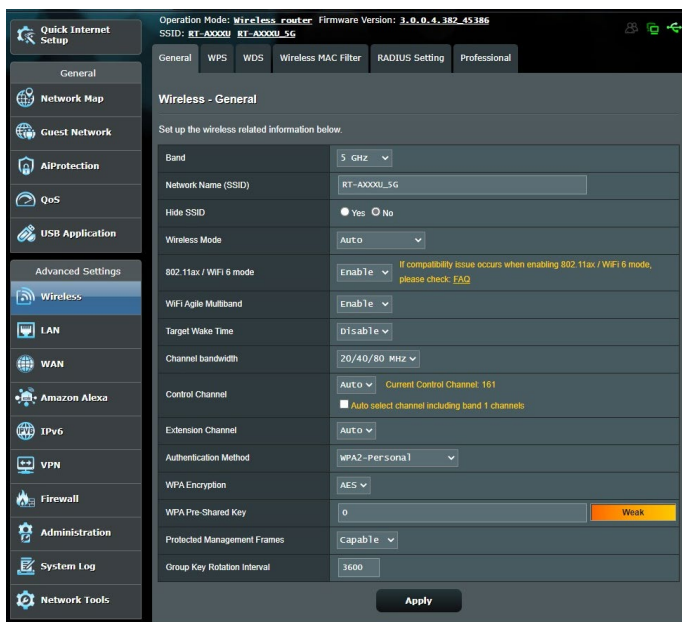 Quick Internet
Setup
General
Network Map
Guest Network
AiProtection
QoS
USB Application
Advanced Settings
Wireless
LAN
WAN
Amazon Alexa
IPv6
VPN
Firewall
Administration
System Log
Network Tools
Operation Mode: Wireless router Firmware Version: 3.0.0.4.382_45386
SSID: RT-AXXXU RT-AXXXU_5G
General WPS WDS Wireless MAC Filter RADIUS Setting Professional
Wireless - General
Set up the wireless related information below.
Band 5 GHz
Network Name (SSID) RT-AXXXU_5G
Hide SSID Yes No
Wireless Mode Auto
802.11ax / WiFi 6 mode Enable If compatibility issue occurs when enabling 802.11ax / WiFi 6 mode,
please check: FAQ
WiFi Agile Multiband Enable
Target Wake Time Disable
Channel bandwidth 20/40/80 MHz
Control Channel Auto Current Control Channel: 161
Auto select channel including band 1 channels
Extension Channel Auto
Authentication Method WPA2-Personal
WPA Encryption AES
WPA Pre-Shared Key 0 Weak
Protected Management Frames Capable
Group Key Rotation Interval 3600
Apply